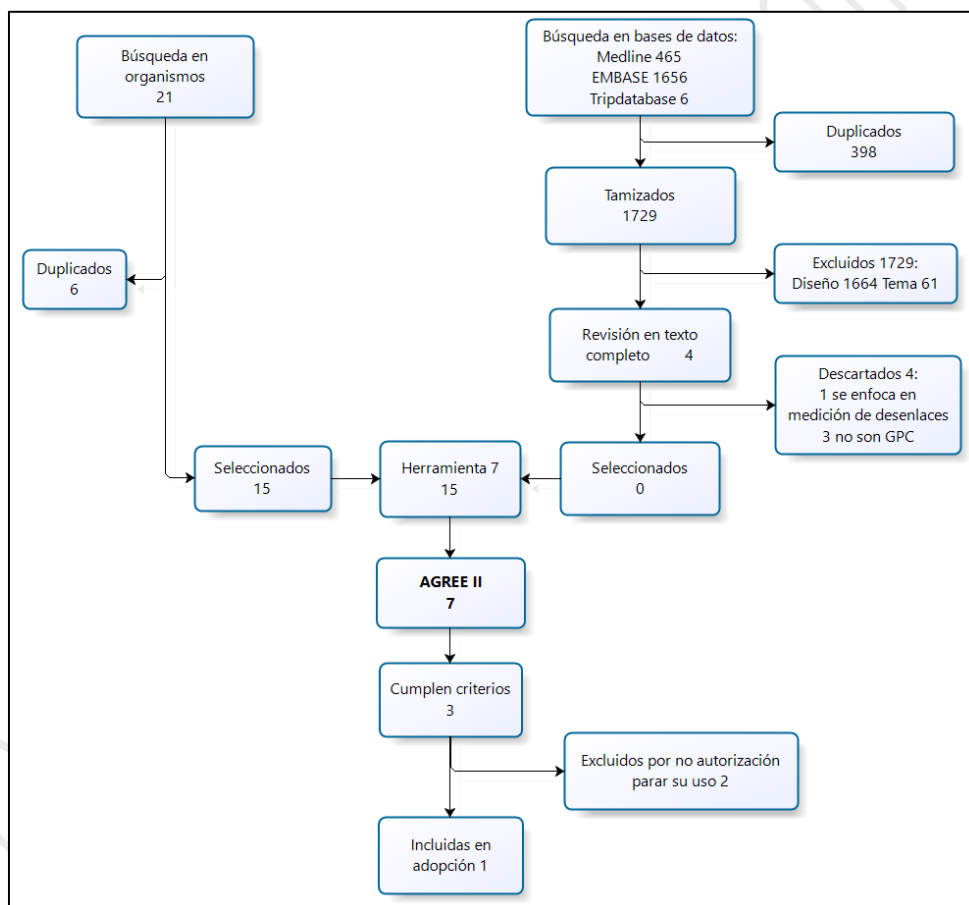 Búsqueda en
organismos
21
Búsqueda en bases de datos:
Medline 465
EMBASE 1656
Tripdatabase 6
Duplicados
398
Tamizados
1729
Duplicados
6
Excluidos 1729:
Diseño 1664 Tema 61
Revisión en texto
completo 4
Descartados 4:
1 se enfoca en
medición de desenlaces
3 no son GPC
Seleccionados
15
Herramienta 7
15
Seleccionados
0
AGREE II
7
Cumplen criterios
3
Excluidos por no autorización
parar su uso 2
Incluidas en
adopción 1